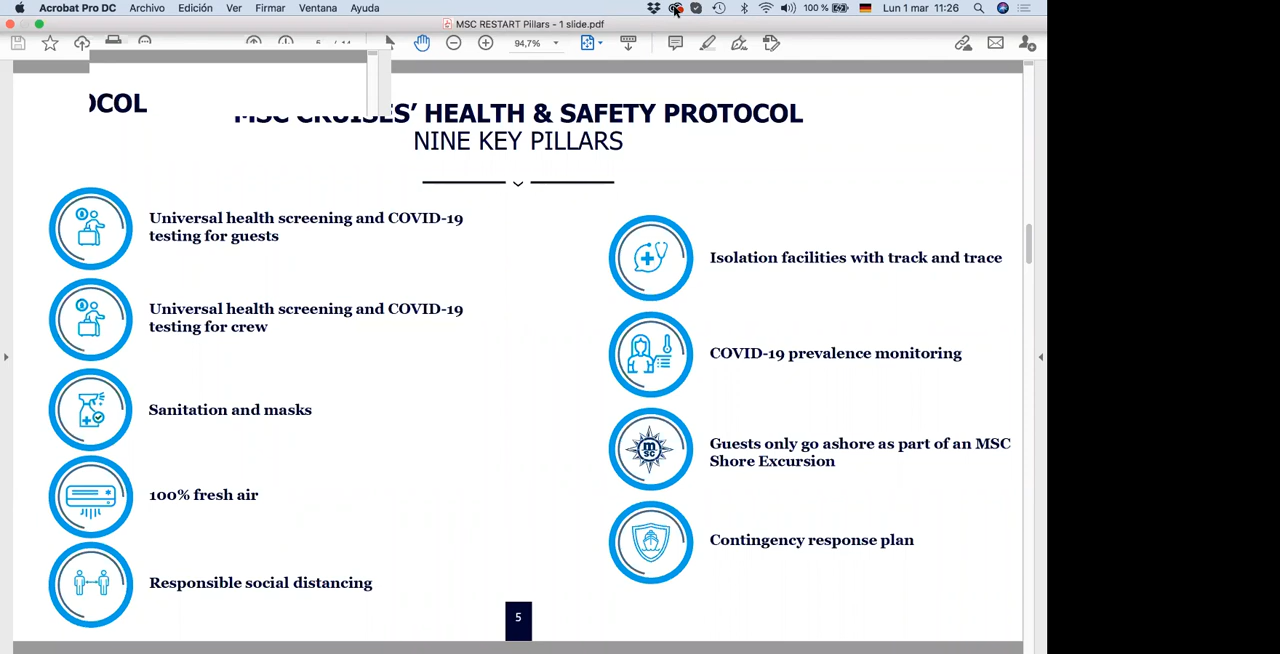 Acrobat Pro DC Archivo Edición Ver Firmar Ventana Ayuda 100 % Lun 1 mar 11:26
MSC RESTART Pillars - 1 slide.pdf
94,7%
OCOL
MSC CRUISES' HEALTH & SAFETY PROTOCOL
NINE KEY PILLARS
Universal health screening and COVID-19
testing for guests
Universal health screening and COVID-19
testing for crew
Sanitation and masks
100% fresh air
Responsible social distancing
Isolation facilities with track and trace
COVID-19 prevalence monitoring
m
sc
Guests only go ashore as part of an MSC
Shore Excursion
Contingency response plan
5